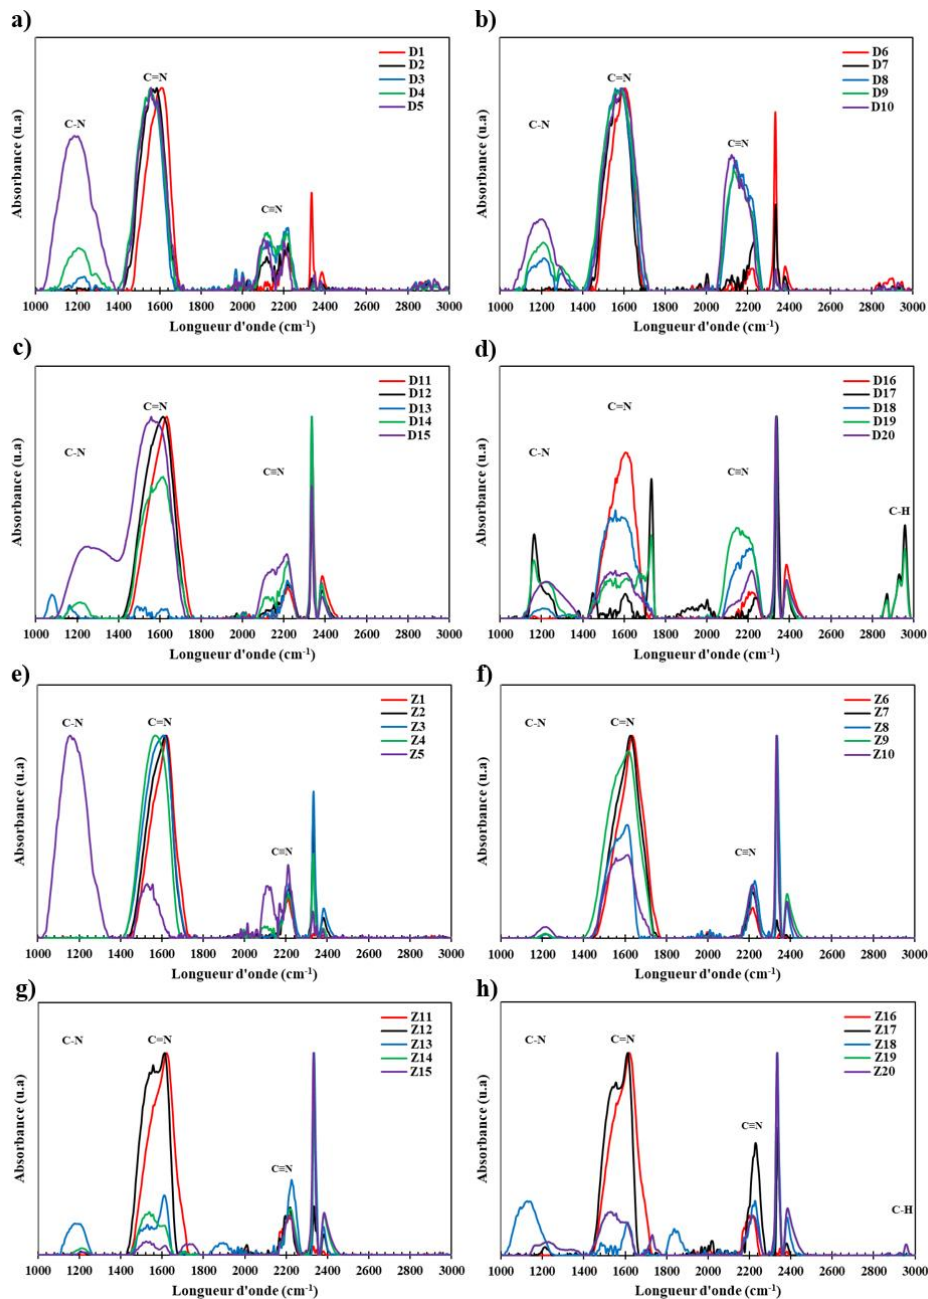 a)
D1
D2
D3
D4
D5
C-N
C=N
C≡N
Absorbance (u.a)
1000 1200 1400 1600 1800 2000 2200 2400 2600 2800 3000
Longueur d'onde (cm-1)
b)
D6
D7
D8
D9
D10
C-N
C=N
C≡N
Absorbance (u.a)
1000 1200 1400 1600 1800 2000 2200 2400 2600 2800 3000
Longueur d'onde (cm-1)
c)
D11
D12
D13
D14
D15
C-N
C=N
C≡N
Absorbance (u.a)
1000 1200 1400 1600 1800 2000 2200 2400 2600 2800 3000
Longueur d'onde (cm-1)
d)
D16
D17
D18
D19
D20
C-N
C=N
C≡N
C-H
Absorbance (u.a)
1000 1200 1400 1600 1800 2000 2200 2400 2600 2800 3000
Longueur d'onde (cm-1)
e)
Z1
Z2
Z3
Z4
Z5
C-N
C=N
C≡N
Absorbance (u.a)
1000 1200 1400 1600 1800 2000 2200 2400 2600 2800 3000
Longueur d'onde (cm-1)
f)
Z6
Z7
Z8
Z9
Z10
C-N
C=N
C≡N
Absorbance (u.a)
1000 1200 1400 1600 1800 2000 2200 2400 2600 2800 3000
Longueur d'onde (cm-1)
g)
Z11
Z12
Z13
Z14
Z15
C-N
C=N
C≡N
Absorbance (u.a)
1000 1200 1400 1600 1800 2000 2200 2400 2600 2800 3000
Longueur d'onde (cm-1)
h)
Z16
Z17
Z18
Z19
Z20
C-N
C=N
C≡N
C-H
Absorbance (u.a)
1000 1200 1400 1600 1800 2000 2200 2400 2600 2800 3000
Longueur d'onde (cm-1)